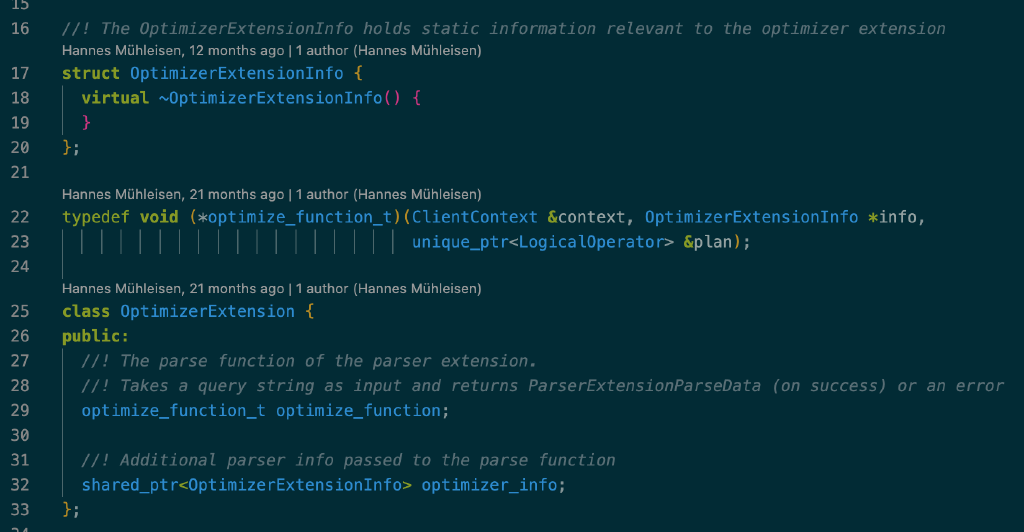 15
16 //! The OptimizerExtensionInfo holds static information relevant to the optimizer extension
Hannes Mühleisen, 12 months ago | 1 author (Hannes Mühleisen)
17 struct OptimizerExtensionInfo {
18 virtual ~OptimizerExtensionInfo() {
19 }
20 };
21
Hannes Mühleisen, 21 months ago | 1 author (Hannes Mühleisen)
22 typedef void (*optimize_function_t)(ClientContext &context, OptimizerExtensionInfo *info,
23 unique_ptr<LogicalOperator> &plan);
24
Hannes Mühleisen, 21 months ago | 1 author (Hannes Mühleisen)
25 class OptimizerExtension {
26 public:
27 //! The parse function of the parser extension.
28 //! Takes a query string as input and returns ParserExtensionParseData (on success) or an error
29 optimize_function_t optimize_function;
30
31 //! Additional parser info passed to the parse function
32 shared_ptr<OptimizerExtensionInfo> optimizer_info;
33 };
34